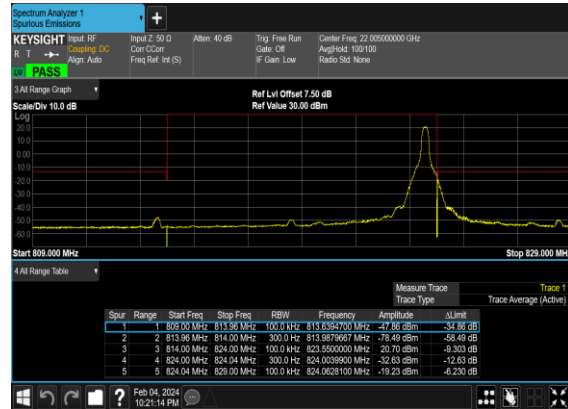 Spectrum Analyzer 1
Spurious Emissions
+
KEYSIGHT Input: RF Input Z: 50 Ω Atten: 40 dB Trig: Free Run Center Freq: 22.005000000 GHz
R T Coupling: DC Corr CCorr Gate: Off Avg|Hold: 100/100
Align: Auto Freq Ref: Int (S) IF Gain: Low Radio Std: None
LXI PASS
3 All Range Graph Ref Lvl Offset 7.50 dB
Scale/Div 10.0 dB Ref Value 30.00 dBm
Log
20.0
10.0
0.00
-10.0
-20.0
-30.0
-40.0
-50.0
-60.0
Start 809.000 MHz Stop 829.000 MHz
4 All Range Table
Measure Trace Trace 1
Trace Type Trace Average (Active)
Spur Range Start Freq Stop Freq RBW Frequency Amplitude ΔLimit
1 1 809.00 MHz 813.96 MHz 100.0 kHz 813.6394700 MHz -47.86 dBm -34.86 dB
2 2 813.96 MHz 814.00 MHz 300.0 Hz 813.9879667 MHz -78.49 dBm -58.49 dB
3 3 814.00 MHz 824.00 MHz 100.0 kHz 823.5500000 MHz 20.70 dBm -9.303 dB
4 4 824.00 MHz 824.04 MHz 300.0 Hz 824.0039900 MHz -32.63 dBm -12.63 dB
5 5 824.04 MHz 829.00 MHz 100.0 kHz 824.0628100 MHz -19.23 dBm -6.230 dB
? Feb 04, 2024
10:21:14 PM